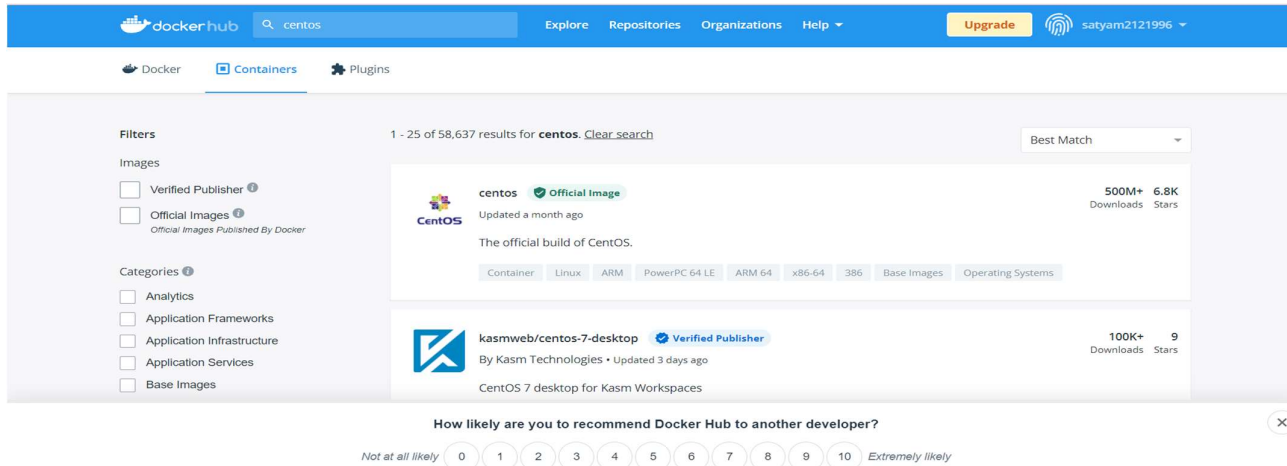 dockerhub centos Explore Repositories Organizations Help Upgrade satyam2121996
Docker Containers Plugins
Filters
Images
Verified Publisher
Official Images
Official Images Published By Docker
Categories
Analytics
Application Frameworks
Application Infrastructure
Application Services
Base Images
1 - 25 of 58,637 results for centos. Clear search
Best Match
CentOS
centos Official Image
Updated a month ago
The official build of CentOS.
Container Linux ARM PowerPC 64 LE ARM 64 x86-64 386 Base Images Operating Systems
500M+ 6.8K
Downloads Stars
kasmweb/centos-7-desktop Verified Publisher
By Kasm Technologies • Updated 3 days ago
CentOS 7 desktop for Kasm Workspaces
100K+ 9
Downloads Stars
How likely are you to recommend Docker Hub to another developer?
Not at all likely 0 1 2 3 4 5 6 7 8 9 10 Extremely likely